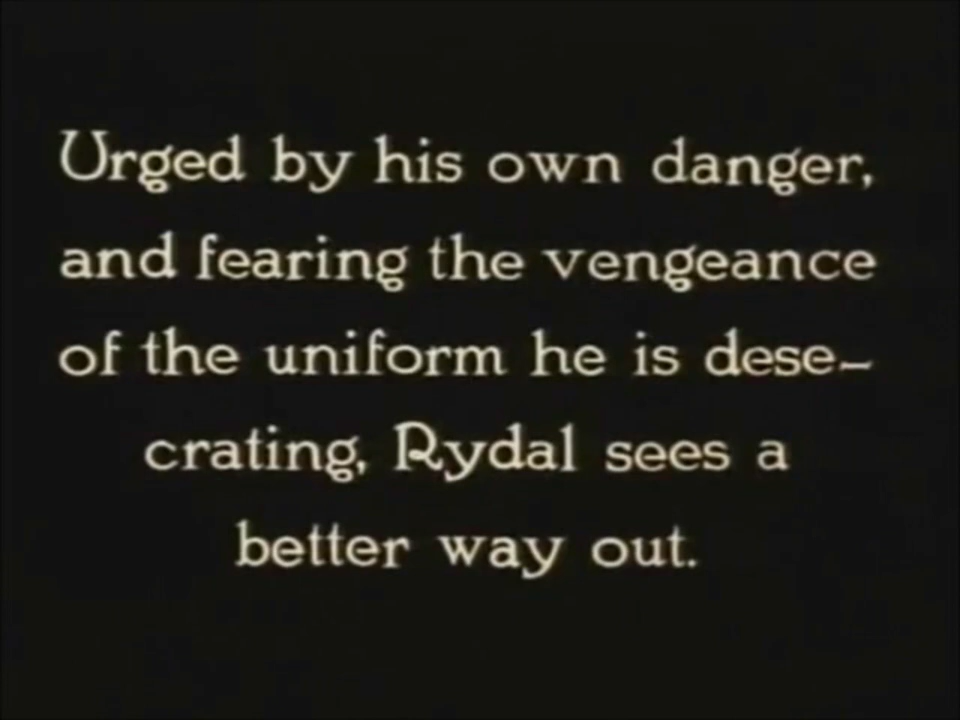 Urged by his own danger,
and fearing the vengeance
of the uniform he is dese–
crating, Rydal sees a
better way out.